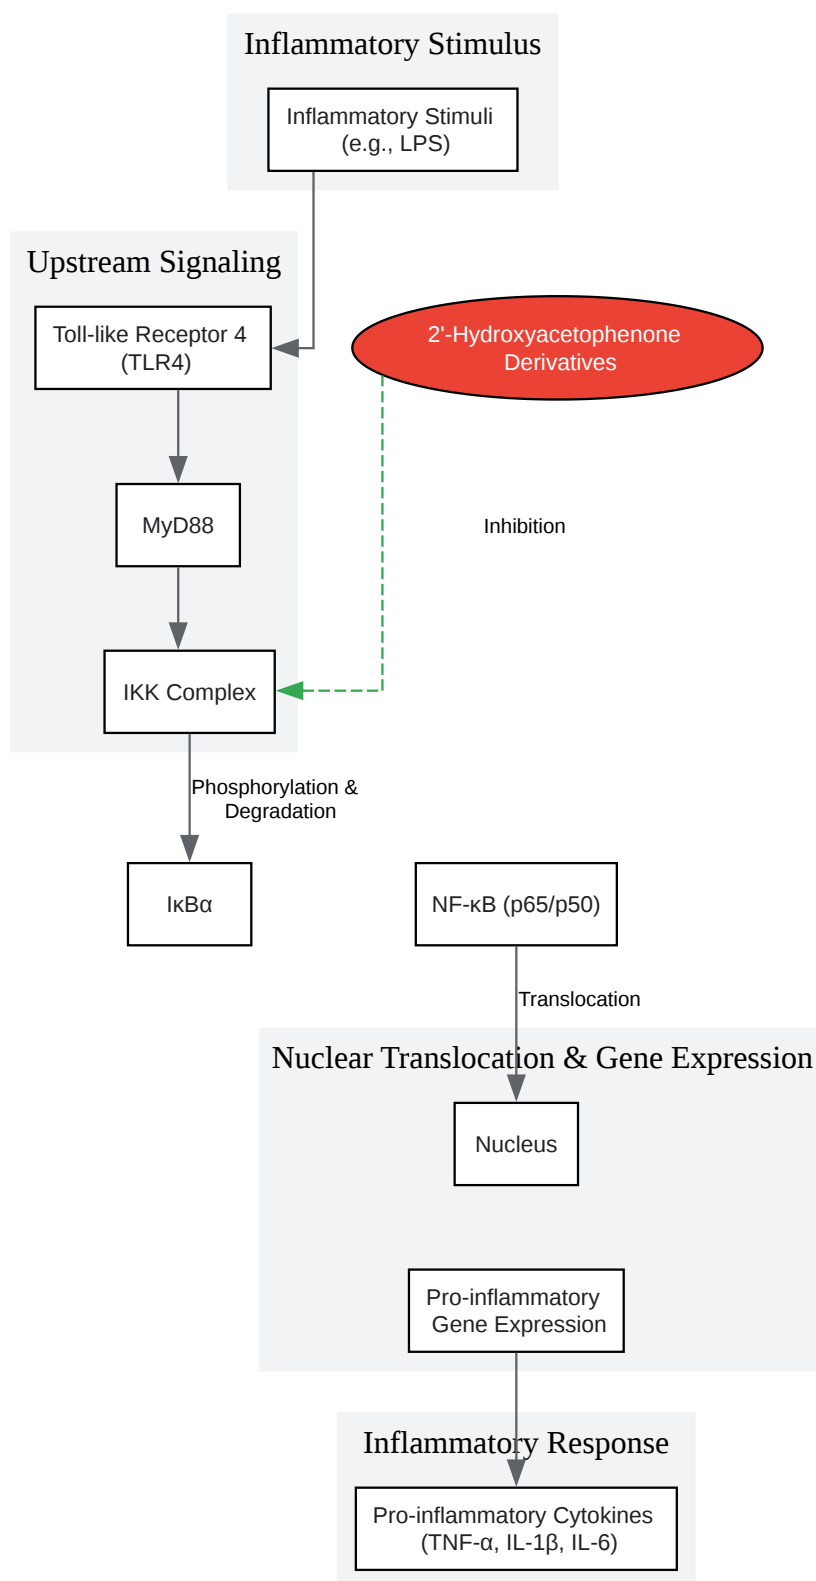 Inflammatory Stimulus
Inflammatory Stimuli
(e.g., LPS)
Upstream Signaling
Toll-like Receptor 4
(TLR4)
2'-Hydroxyacetophenone
Derivatives
MyD88
Inhibition
IKK Complex
Phosphorylation &
Degradation
IκBα
NF-κB (p65/p50)
Translocation
Nuclear Translocation & Gene Expression
Nucleus
Pro-inflammatory
Gene Expression
Inflammatory Response
Pro-inflammatory Cytokines
(TNF-α, IL-1β, IL-6)